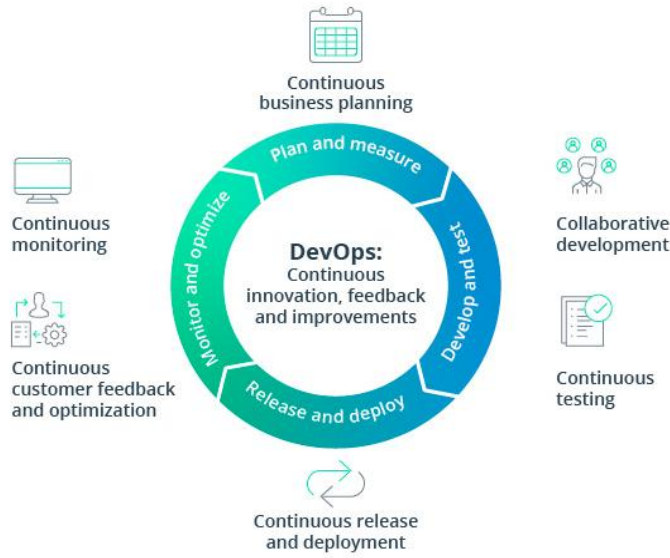 Continuous
business planning
Plan and measure
Continuous
monitoring
Collaborative
development
Monitor and optimize
DevOps:
Continuous
innovation, feedback
and improvements
Develop and test
Continuous
customer feedback
and optimization
Continuous
testing
Release and deploy
Continuous release
and deployment